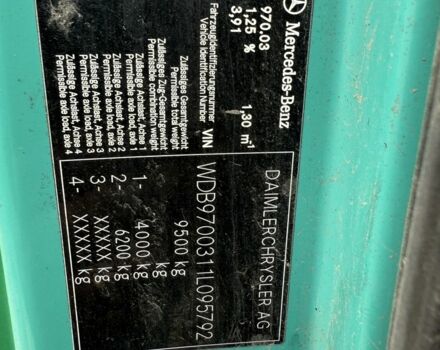 Mercedes-Benz
970.03
1,25 %
3,91
1,30 m⁻¹
DAIMLERCHRYSLER AG
Fahrzeugidentifizierungsnummer
Vehicle Identification Number
VIN
WDB9700311L095792
Zulässiges Gesamtgewicht
Permissible total weight
9500 kg
Zulässiges Zug-Gesamtgewicht
Permissible combination weight
kg
Zulässige Achslast, Achse 1
Permissible axle load, axle 1
1- 4000 kg
Zulässige Achslast, Achse 2
Permissible axle load, axle 2
2- 6200 kg
Zulässige Achslast, Achse 3
Permissible axle load, axle 3
3- XXXXX kg
Zulässige Achslast, Achse 4
Permissible axle load, axle 4
4- XXXXX kg